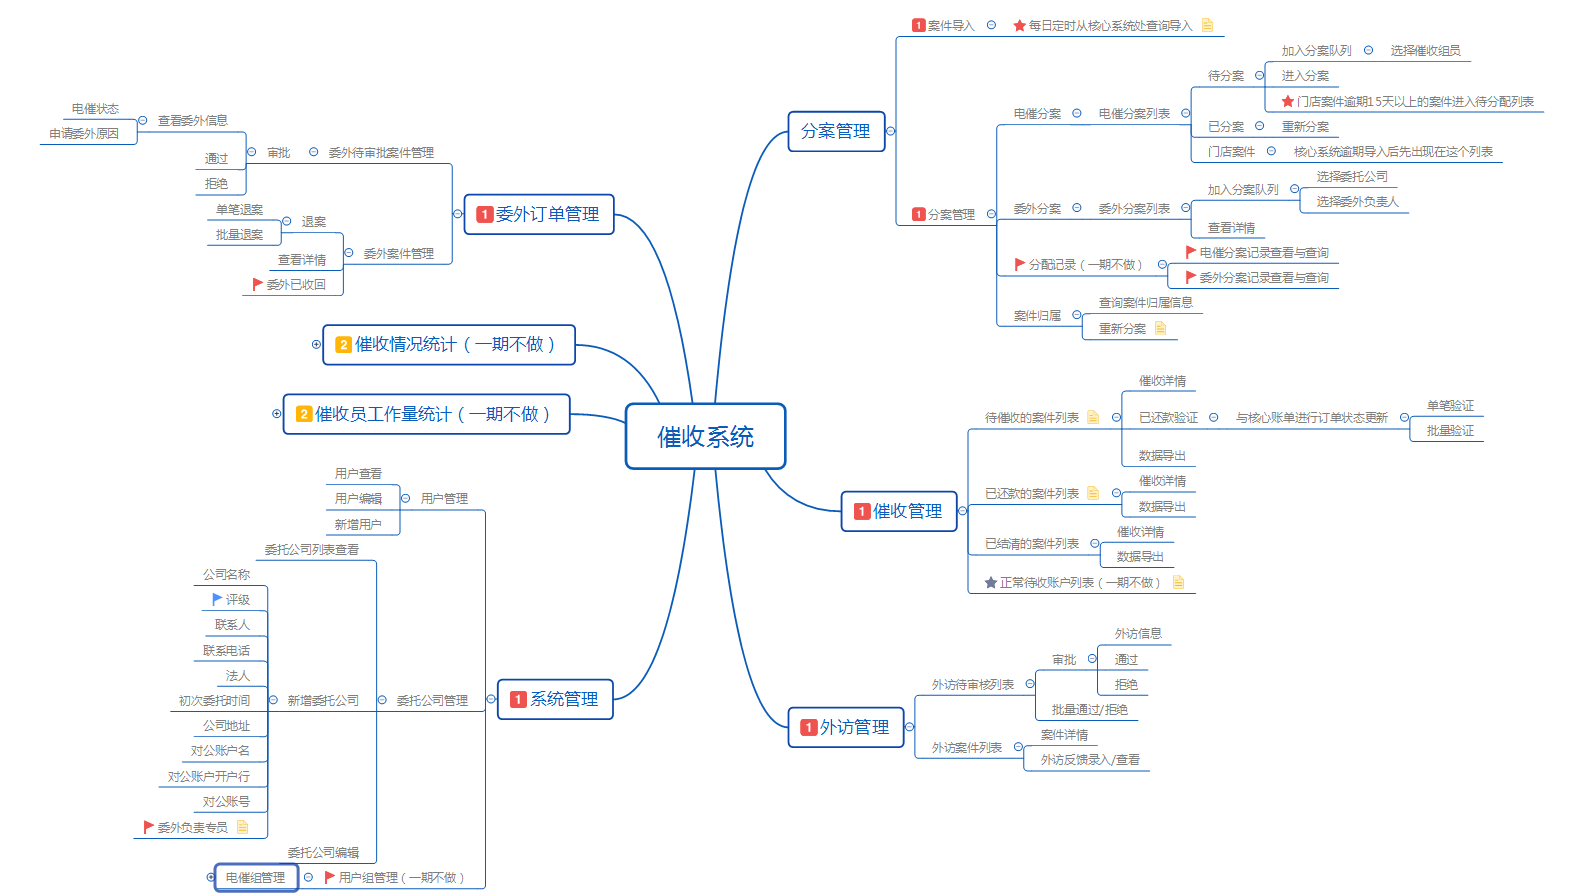 催收系统
1 分案管理
1 案件导入
每日定时从核心系统处查询导入
1 分案管理
电催分案
电催分案列表
待分案
加入分案队列
选择催收组员
进入分案
门店案件逾期15天以上的案件进入待分配列表
已分案
重新分案
门店案件
核心系统逾期导入后先出现在这个列表
委外分案
委外分案列表
加入分案队列
选择委托公司
选择委外负责人
查看详情
分配记录（一期不做）
电催分案记录查看与查询
委外分案记录查看与查询
案件归属
查询案件归属信息
重新分案
1 催收管理
待催收的案件列表
催收详情
已还款验证
与核心账单进行订单状态更新
单笔验证
批量验证
数据导出
已还款的案件列表
催收详情
数据导出
已结清的案件列表
催收详情
数据导出
正常待收账户列表（一期不做）
1 外访管理
外访待审核列表
审批
外访信息
通过
拒绝
批量通过/拒绝
外访案件列表
案件详情
外访反馈录入/查看
1 委外订单管理
委外待审批案件管理
审批
查看委外信息
电催状态
申请委外原因
通过
拒绝
委外案件管理
退案
单笔退案
批量退案
查看详情
委外已收回
2 催收情况统计（一期不做）
2 催收员工作量统计（一期不做）
1 系统管理
用户管理
用户查看
用户编辑
新增用户
委托公司管理
委托公司列表查看
新增委托公司
公司名称
评级
联系人
联系电话
法人
初次委托时间
公司地址
对公账户名
对公账户开户行
对公账号
委外负责专员
委托公司编辑
用户组管理（一期不做）
电催组管理